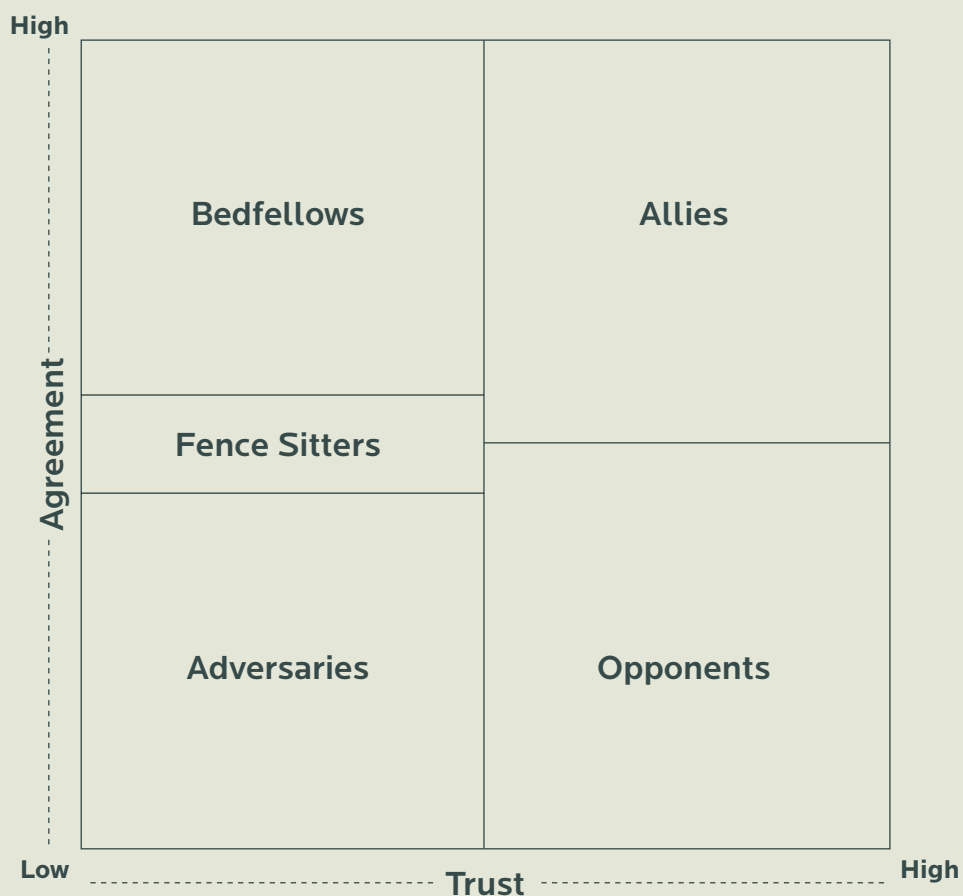 High
Bedfellows
Allies
Agreement
Fence Sitters
Adversaries
Opponents
Low
High
Trust